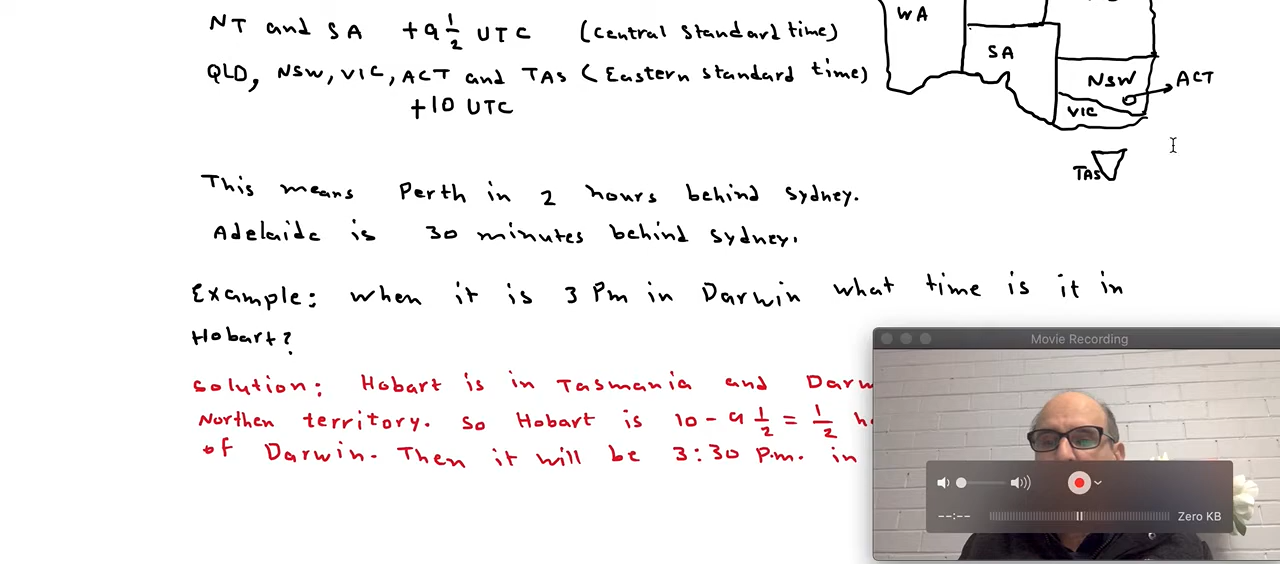 WA
NT and SA +9 1/2 UTC (Central standard time)
SA
QLD, NSW, VIC, ACT and TAS (Eastern standard time)
NSW
ACT
+10 UTC
VIC
TAS
This means Perth in 2 hours behind Sydney.
Adelaide is 30 minutes behind Sydney.
Example: when it is 3 Pm in Darwin what time is it in
Hobart?
Movie Recording
Solution: Hobart is in Tasmania and Darw
Northen territory. So Hobart is 10 - 9 1/2 = 1/2 h
of Darwin. Then it will be 3:30 P.m. in
--:--
Zero KB